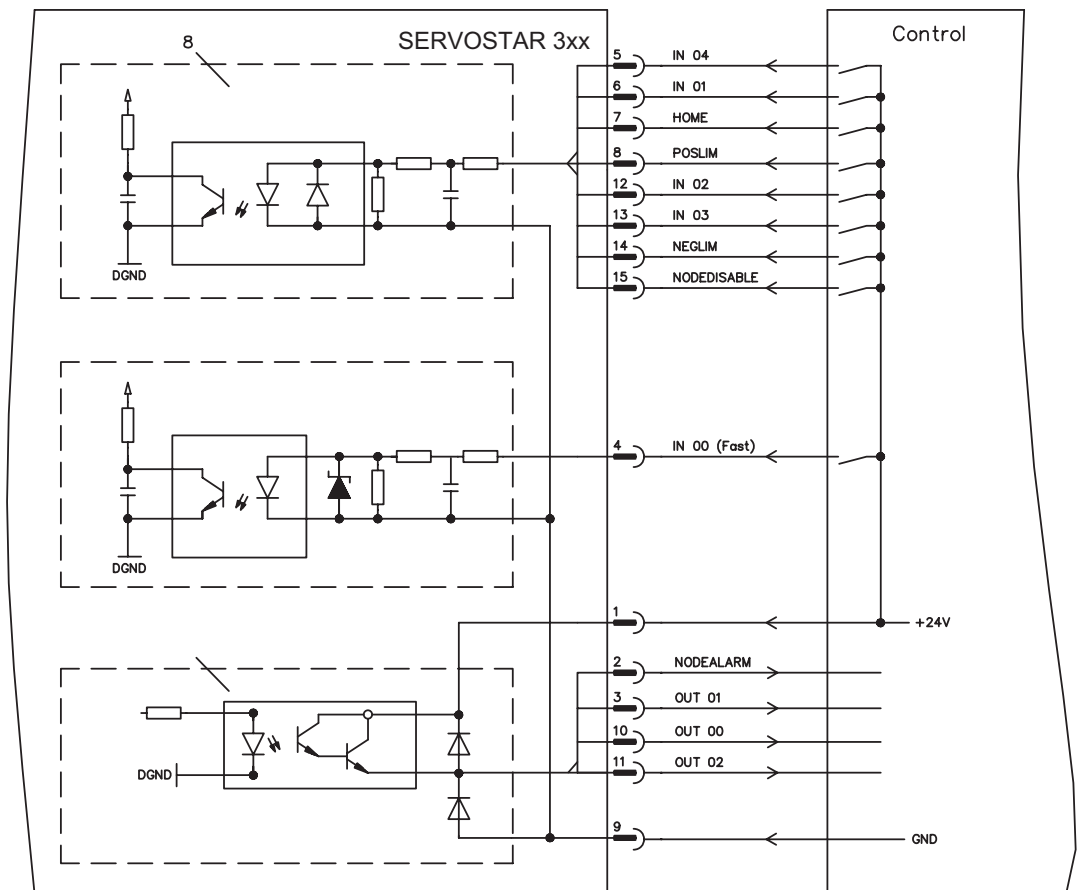 SERVOSTAR 3xx
Control
8
DGND
5 IN 04
6 IN 01
7 HOME
8 POSLIM
12 IN 02
13 IN 03
14 NEGLIM
15 NODEDISABLE
DGND
4 IN 00 (Fast)
1 +24V
DGND
2 NODEALARM
3 OUT 01
10 OUT 00
11 OUT 02
9 GND